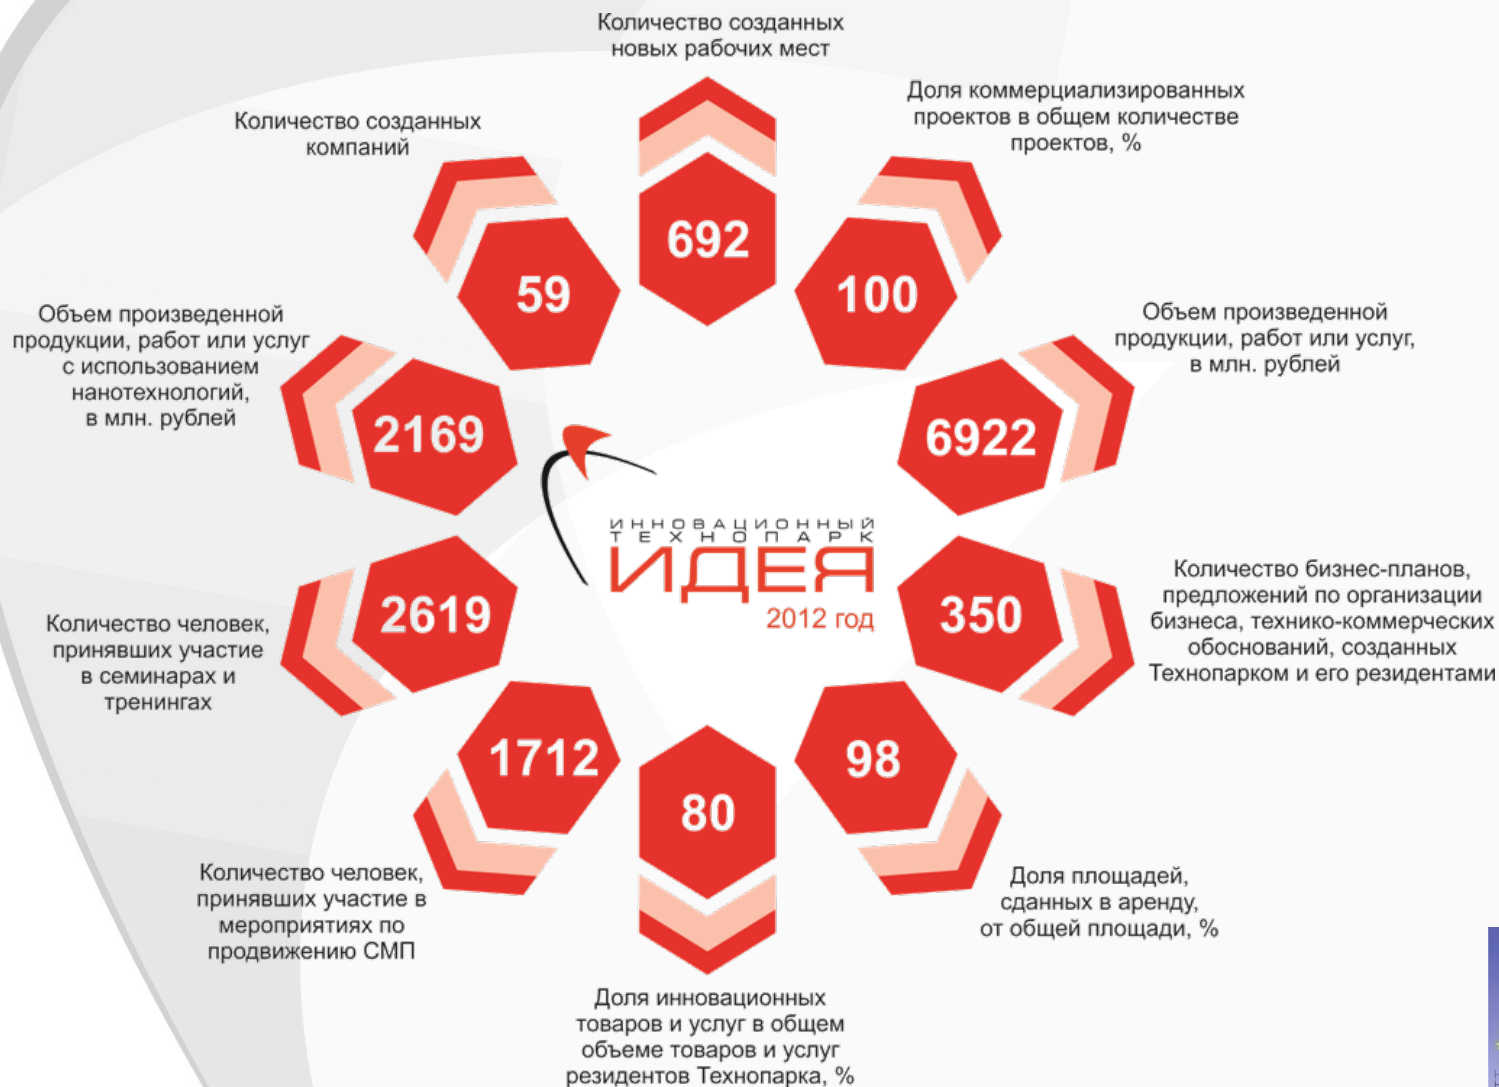 Количество созданных
новых рабочих мест
692
Доля коммерциализированных
проектов в общем количестве
проектов, %
100
Объем произведенной
продукции, работ или услуг,
в млн. рублей
6922
Количество бизнес-планов,
предложений по организации
бизнеса, технико-коммерческих
обоснований, созданных
Технопарком и его резидентами
350
Доля площадей,
сданных в аренду,
от общей площади, %
98
Доля инновационных
товаров и услуг в общем
объеме товаров и услуг
резидентов Технопарка, %
80
Количество человек,
принявших участие в
мероприятиях по
продвижению СМП
1712
Количество человек,
принявших участие
в семинарах и
тренингах
2619
Объем произведенной
продукции, работ или услуг
с использованием
нанотехнологий,
в млн. рублей
2169
Количество созданных
компаний
59
ИННОВАЦИОННЫЙ
ТЕХНОПАРК
ИДЕЯ
2012 год